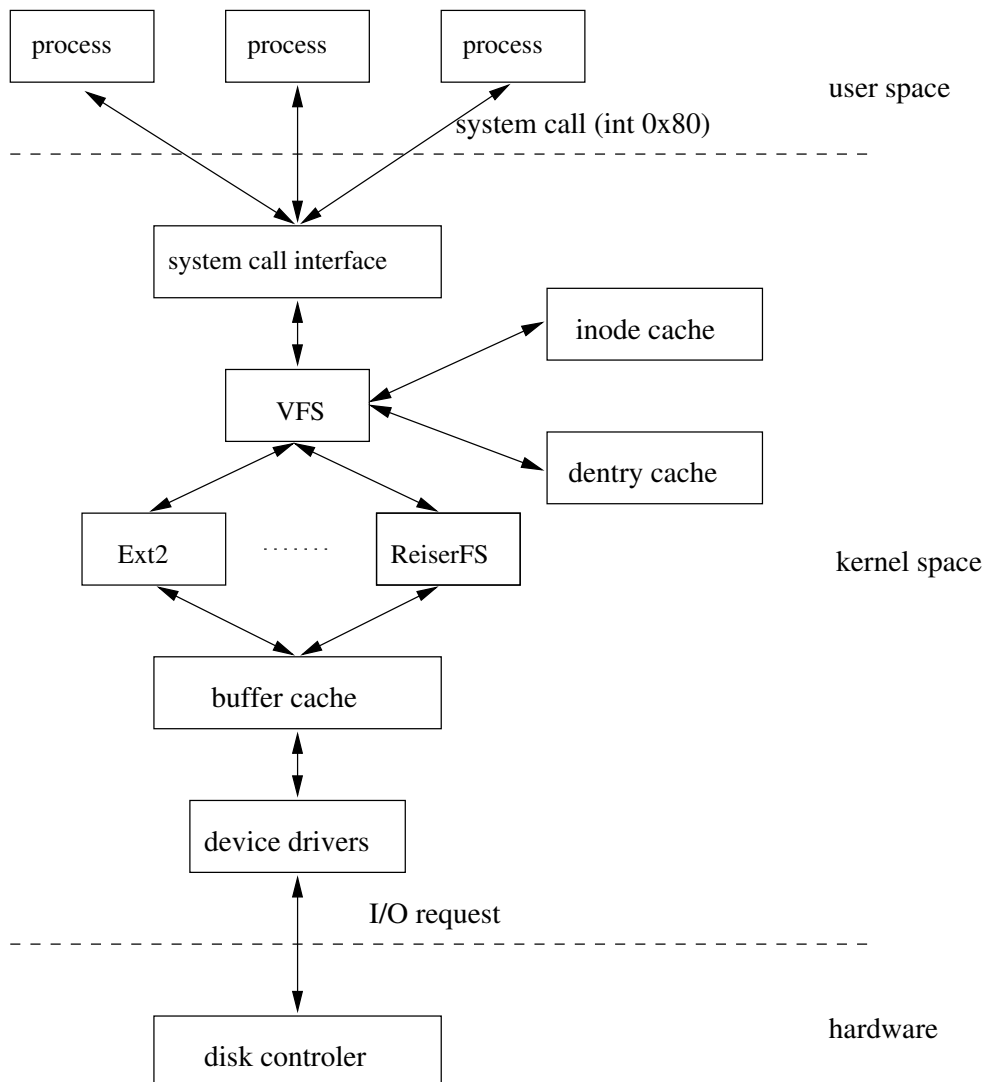 process
process
process
user space
system call (int 0x80)
system call interface
inode cache
VFS
dentry cache
Ext2
.......
ReiserFS
kernel space
buffer cache
device drivers
I/O request
hardware
disk controler